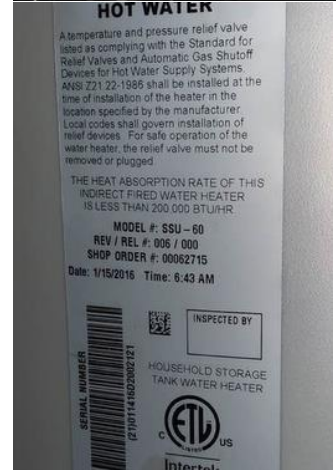 HOT WATER
A temperature and pressure relief valve
listed as complying with the Standard for
Relief Valves and Automatic Gas Shutoff
Devices for Hot Water Supply Systems,
ANSI Z21.22-1986 shall be installed at the
time of installation of the heater in the
location specified by the manufacturer.
Local codes shall govern installation of
relief devices. For safe operation of the
water heater, the relief valve must not be
removed or plugged.
THE HEAT ABSORPTION RATE OF THIS
INDIRECT FIRED WATER HEATER
IS LESS THAN 200,000 BTU/HR
MODEL #: SSU – 60
REV / REL #: 006 / 000
SHOP ORDER #: 00062715
Date: 1/15/2016 Time: 6:43 AM
INSPECTED BY
SERIAL NUMBER
(21)011416D2002121
HOUSEHOLD STORAGE
TANK WATER HEATER
ETL
LISTED
C US
Intertek